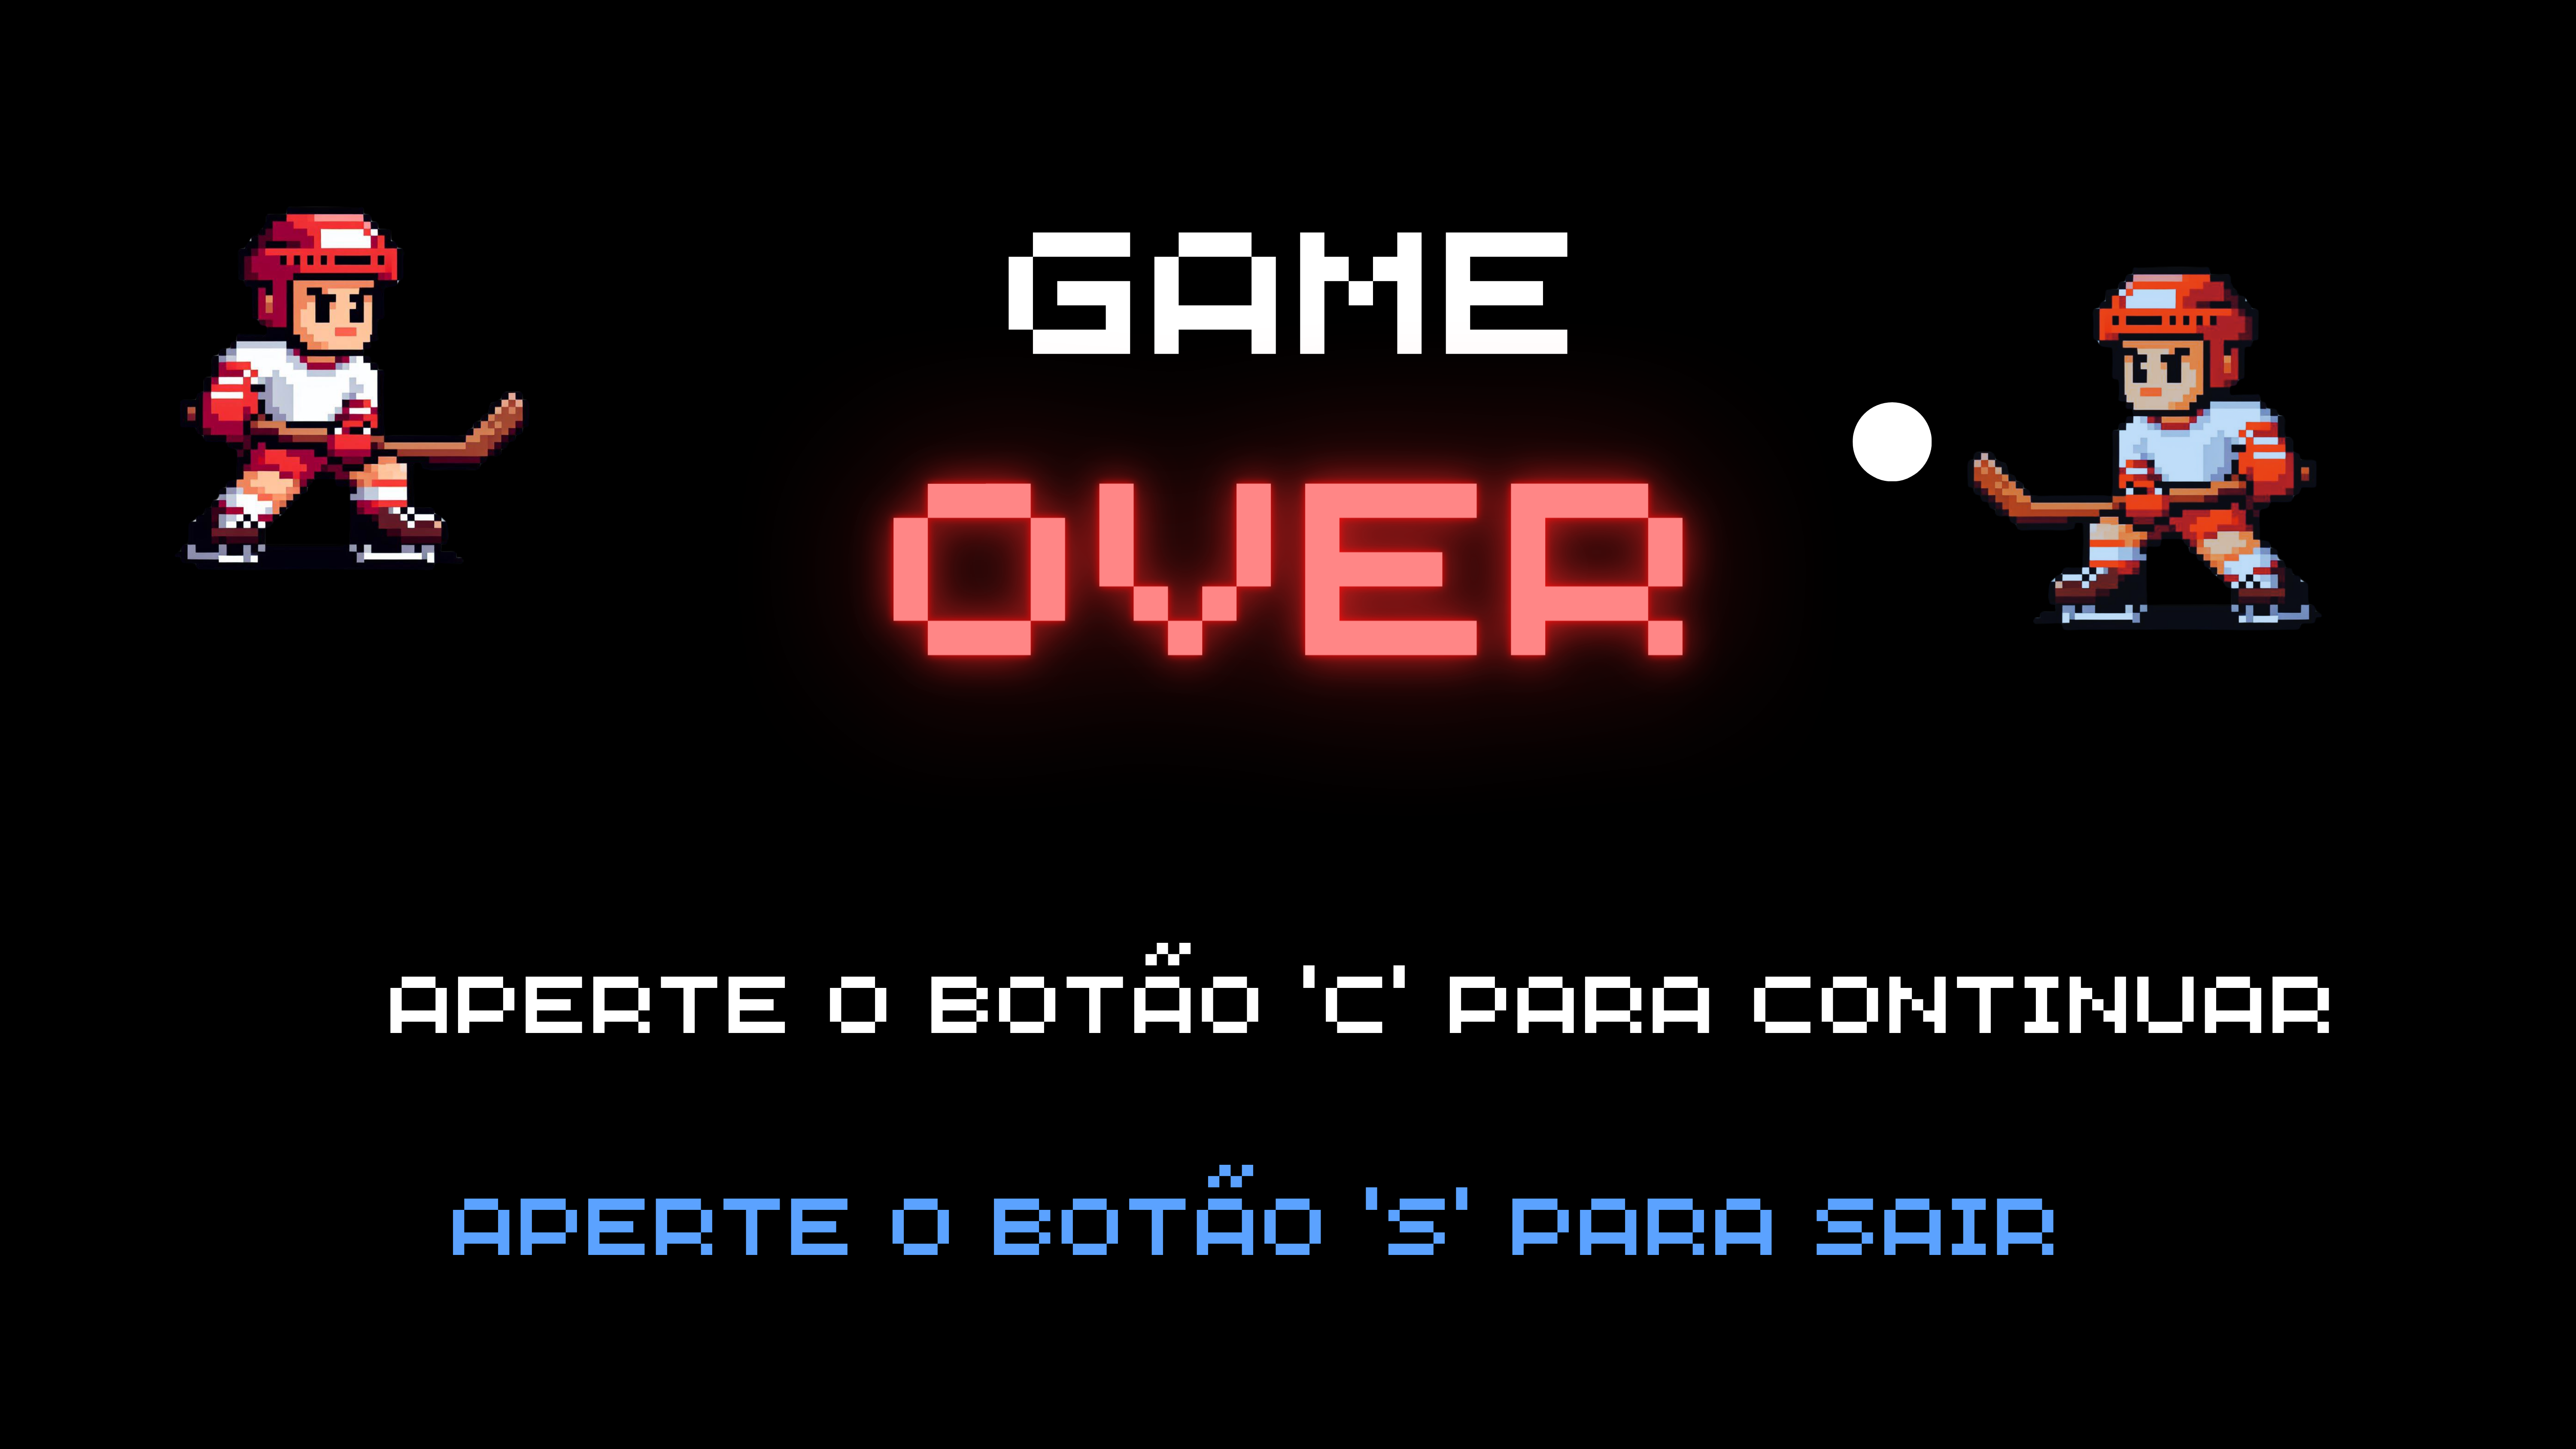 GAME
OVER
APERTE O BOTÃO 'C' PARA CONTINUAR
APERTE O BOTÃO 'S' PARA SAIR